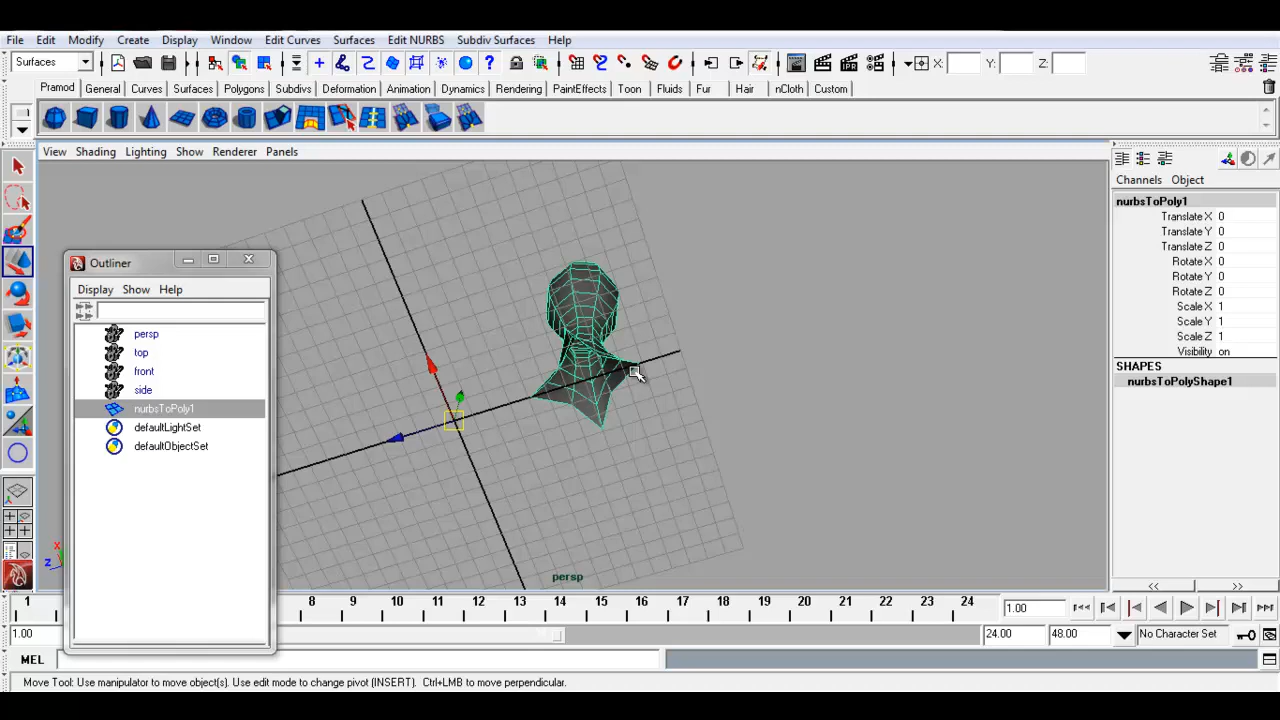 File Edit Modify Create Display Window Edit Curves Surfaces Edit NURBS Subdiv Surfaces Help
Surfaces X: Y: Z:
Pramod General Curves Surfaces Polygons Subdivs Deformation Animation Dynamics Rendering PaintEffects Toon Fluids Fur Hair nCloth Custom
View Shading Lighting Show Renderer Panels
Channels Object
nurbsToPoly1
Translate X 0
Translate Y 0
Translate Z 0
Rotate X 0
Rotate Y 0
Rotate Z 0
Scale X 1
Scale Y 1
Scale Z 1
Visibility on
SHAPES
nurbsToPolyShape1
Outliner
Display Show Help
persp
top
front
side
nurbsToPoly1
defaultLightSet
defaultObjectSet
x
z
persp
1 8 9 10 11 12 13 14 15 16 17 18 19 20 21 22 23 24 1.00
1.00 24.00 48.00 No Character Set
MEL
Move Tool: Use manipulator to move object(s). Use edit mode to change pivot (INSERT). Ctrl+LMB to move perpendicular.